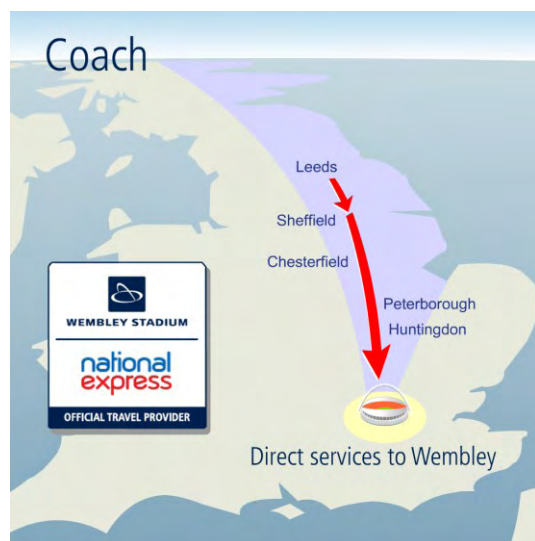 Coach
Leeds
Sheffield
Chesterfield
Peterborough
Huntingdon
WEMBLEY STADIUM
national
express
OFFICIAL TRAVEL PROVIDER
Direct services to Wembley